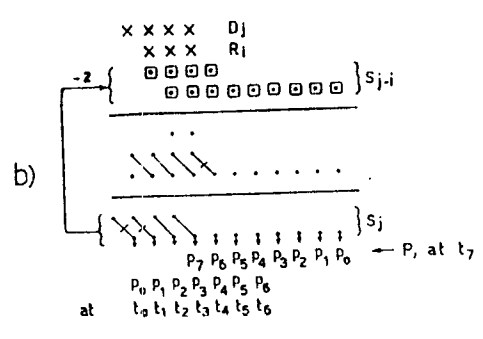 × × × × Dj
× × × Rj
-2
Sj-i
b)
Sj
P7 P6 P5 P4 P3 P2 P1 P0 ← P, at t7
P0 P1 P2 P3 P4 P5 P6
at t0 t1 t2 t3 t4 t5 t6